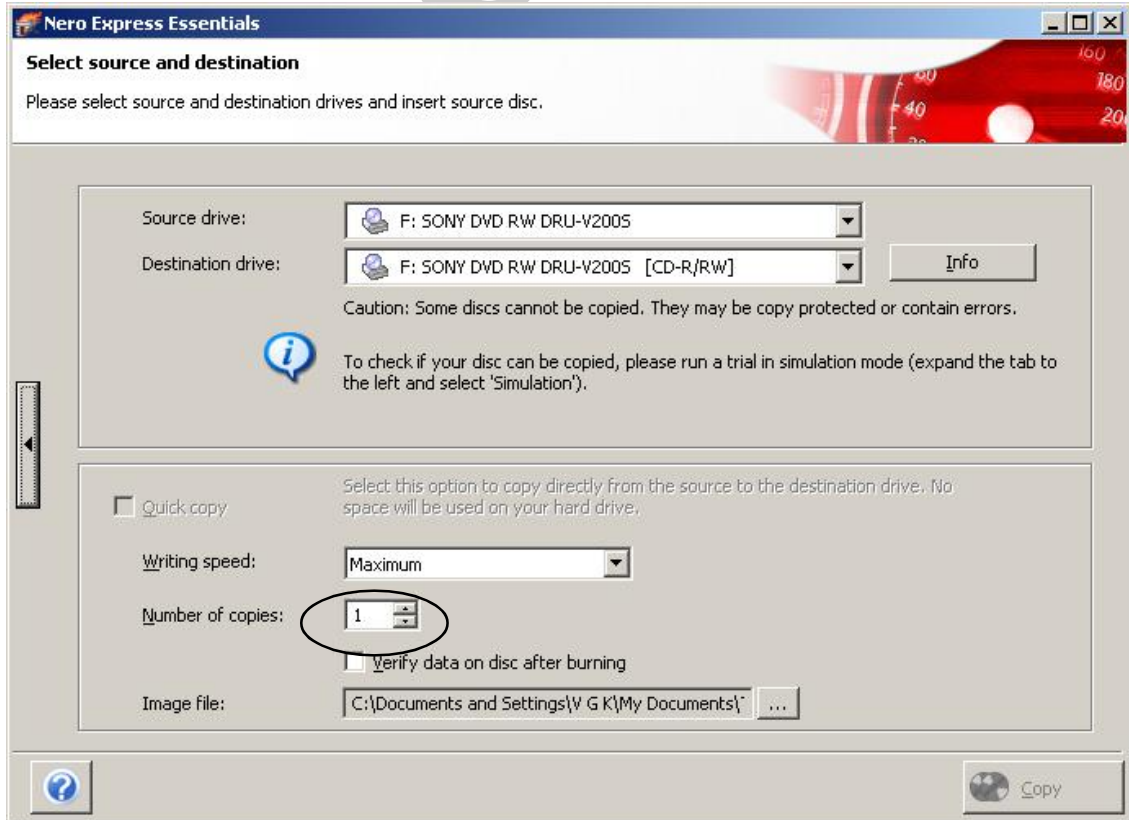 Nero Express Essentials
Select source and destination
Please select source and destination drives and insert source disc.
160
180
200
60
40
20
Source drive:
F: SONY DVD RW DRU-V200S
Destination drive:
F: SONY DVD RW DRU-V200S [CD-R/RW]
Info
Caution: Some discs cannot be copied. They may be copy protected or contain errors.
To check if your disc can be copied, please run a trial in simulation mode (expand the tab to
the left and select 'Simulation').
Quick copy
Select this option to copy directly from the source to the destination drive. No
space will be used on your hard drive.
Writing speed:
Maximum
Number of copies:
1
Verify data on disc after burning
Image file:
C:\Documents and Settings\V G K\My Documents\
...
?
Copy